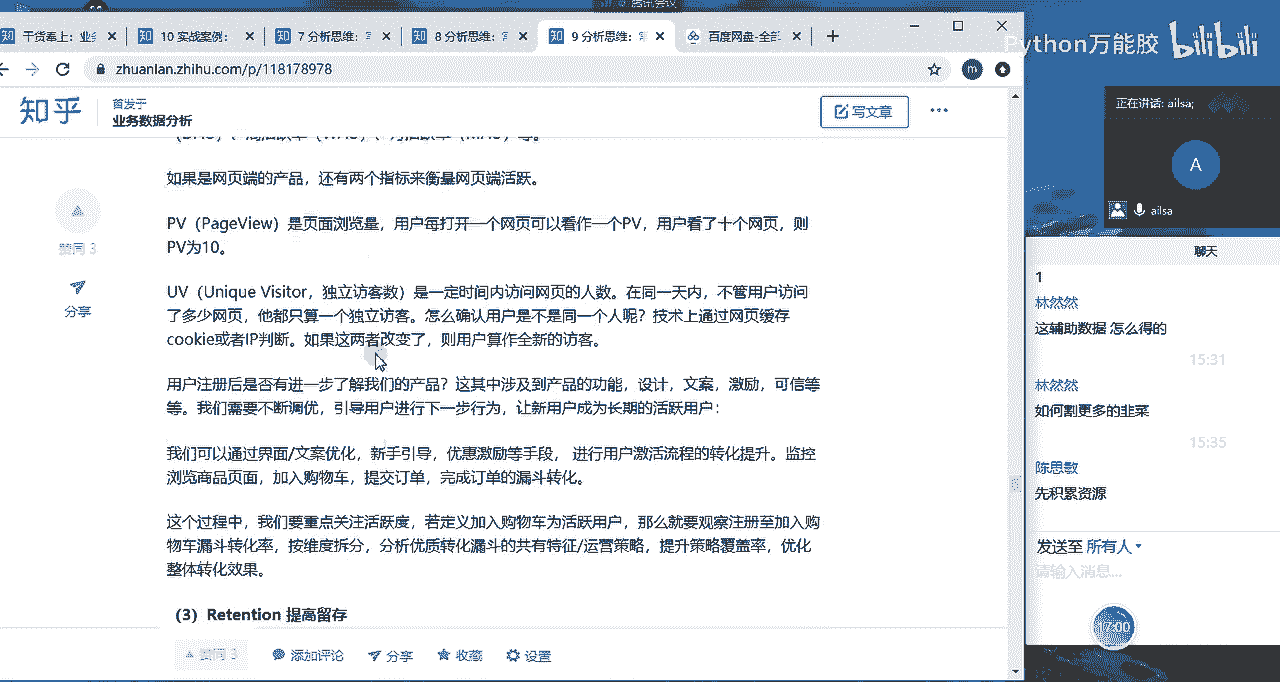 腾讯会议
干货奉上：业务
10 实战案例：
7 分析思维：
8 分析思维：
9 分析思维：
百度网盘-全部
zhuanlan.zhihu.com/p/118178978
m
Python万能胶 bilibili
知乎
首发于
业务数据分析
写文章
正在讲话: ailsa;
A
ailsa
（DAU）、周活跃率（WAU）、月活跃率（MAU）等。
如果是网页端的产品，还有两个指标来衡量网页端活跃。
PV（PageView）是页面浏览量，用户每打开一个网页可以看作一个PV，用户看了十个网页，则
PV为10。
UV（Unique Visitor，独立访客数）是一定时间内访问网页的人数。在同一天内，不管用户访问
了多少网页，他都只算一个独立访客。怎么确认用户是不是同一个人呢？技术上通过网页缓存
cookie或者IP判断。如果这两者改变了，则用户算作全新的访客。
用户注册后是否有进一步了解我们的产品？这其中涉及到产品的功能，设计，文案，激励，可信等
等。我们需要不断调优，引导用户进行下一步行为，让新用户成为长期的活跃用户：
我们可以通过界面/文案优化，新手引导，优惠激励等手段， 进行用户激活流程的转化提升。监控
浏览商品页面，加入购物车，提交订单，完成订单的漏斗转化。
这个过程中，我们要重点关注活跃度，若定义加入购物车为活跃用户，那么就要观察注册至加入购
物车漏斗转化率，按维度拆分，分析优质转化漏斗的共有特征/运营策略，提升策略覆盖率，优化
整体转化效果。
（3）Retention 提高留存
赞同 3
分享
赞同 3
添加评论
分享
收藏
设置
聊天
1
林然然
这辅助数据 怎么得的
15:31
林然然
如何割更多的韭菜
15:35
陈思敏
先积累资源
发送至 所有人
请输入消息...
17:00